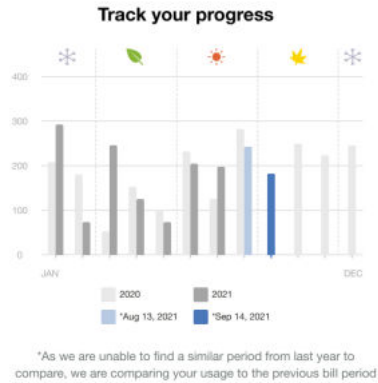 Track your progress
400
300
200
100
0
JAN
DEC
2020
2021
*Aug 13, 2021
*Sep 14, 2021
*As we are unable to find a similar period from last year to
compare, we are comparing your usage to the previous bill period